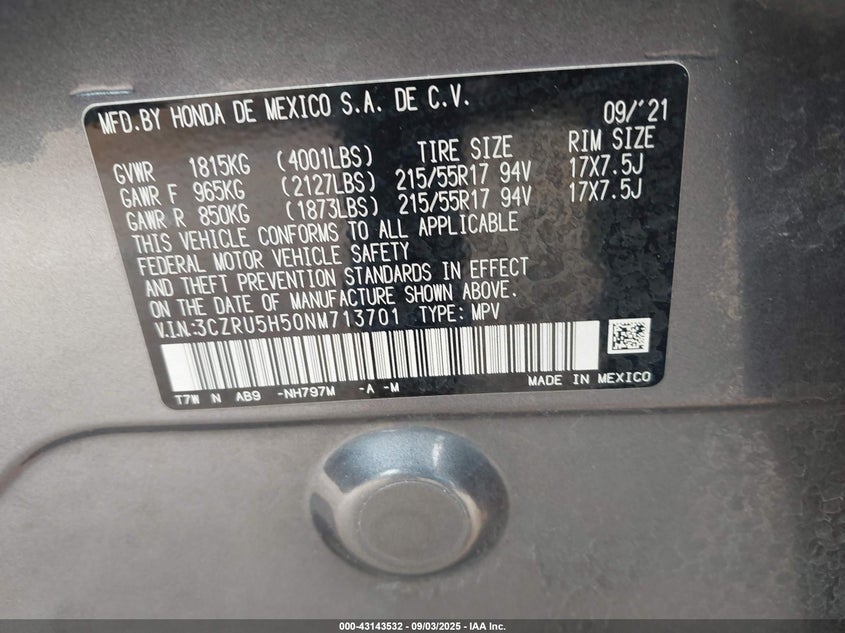 MFD.BY HONDA DE MEXICO S.A. DE C.V. 09/'21
GVWR 1815KG (4001LBS) TIRE SIZE RIM SIZE
GAWR F 965KG (2127LBS) 215/55R17 94V 17X7.5J
GAWR R 850KG (1873LBS) 215/55R17 94V 17X7.5J
THIS VEHICLE CONFORMS TO ALL APPLICABLE
FEDERAL MOTOR VEHICLE SAFETY
AND THEFT PREVENTION STANDARDS IN EFFECT
ON THE DATE OF MANUFACTURE SHOWN ABOVE.
V.I.N:3CZRU5H50NM713701 TYPE: MPV
T7W N AB9 -NH797M -A -M MADE IN MEXICO
000-43143532 - 09/03/2025 - IAA Inc.